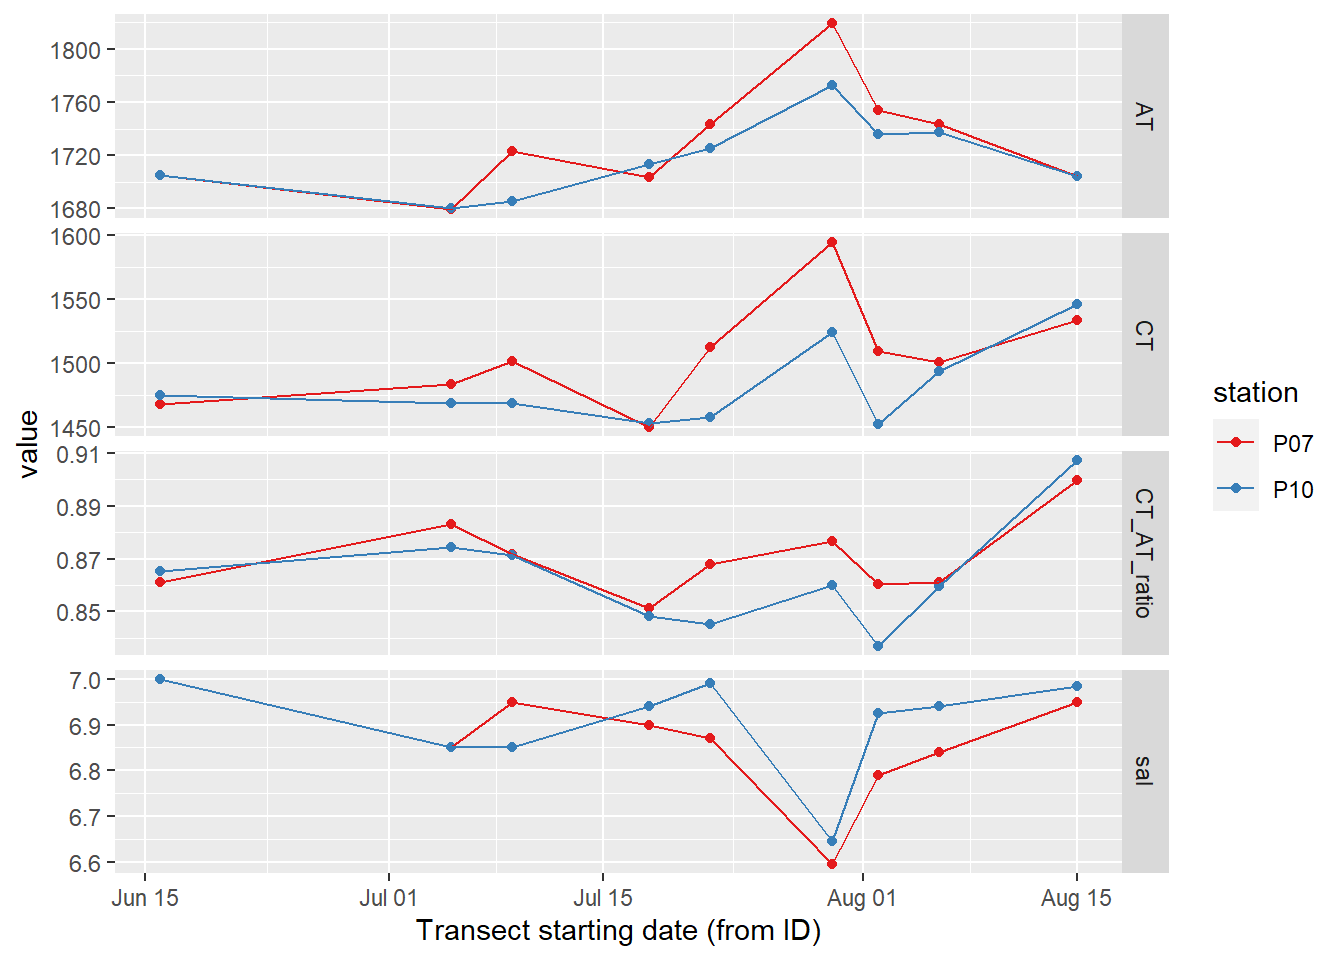 1800
1760
1720
1680
AT
1600
1550
1500
1450
CT
0.91
0.89
0.87
0.85
CT_AT_ratio
7.0
6.9
6.8
6.7
6.6
sal
value
Jun 15 Jul 01 Jul 15 Aug 01 Aug 15
Transect starting date (from ID)
station
P07
P10